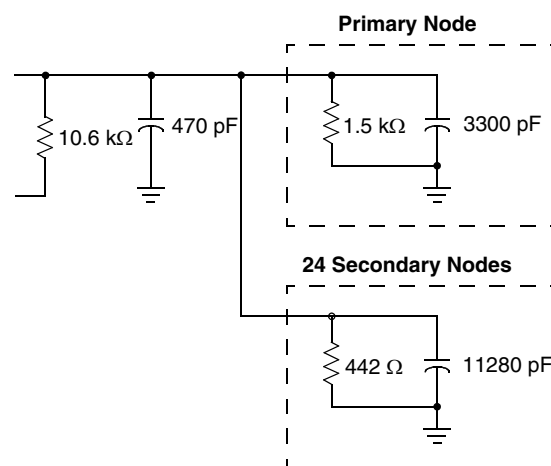 Primary Node
10.6 kΩ
470 pF
1.5 kΩ
3300 pF
24 Secondary Nodes
442 Ω
11280 pF